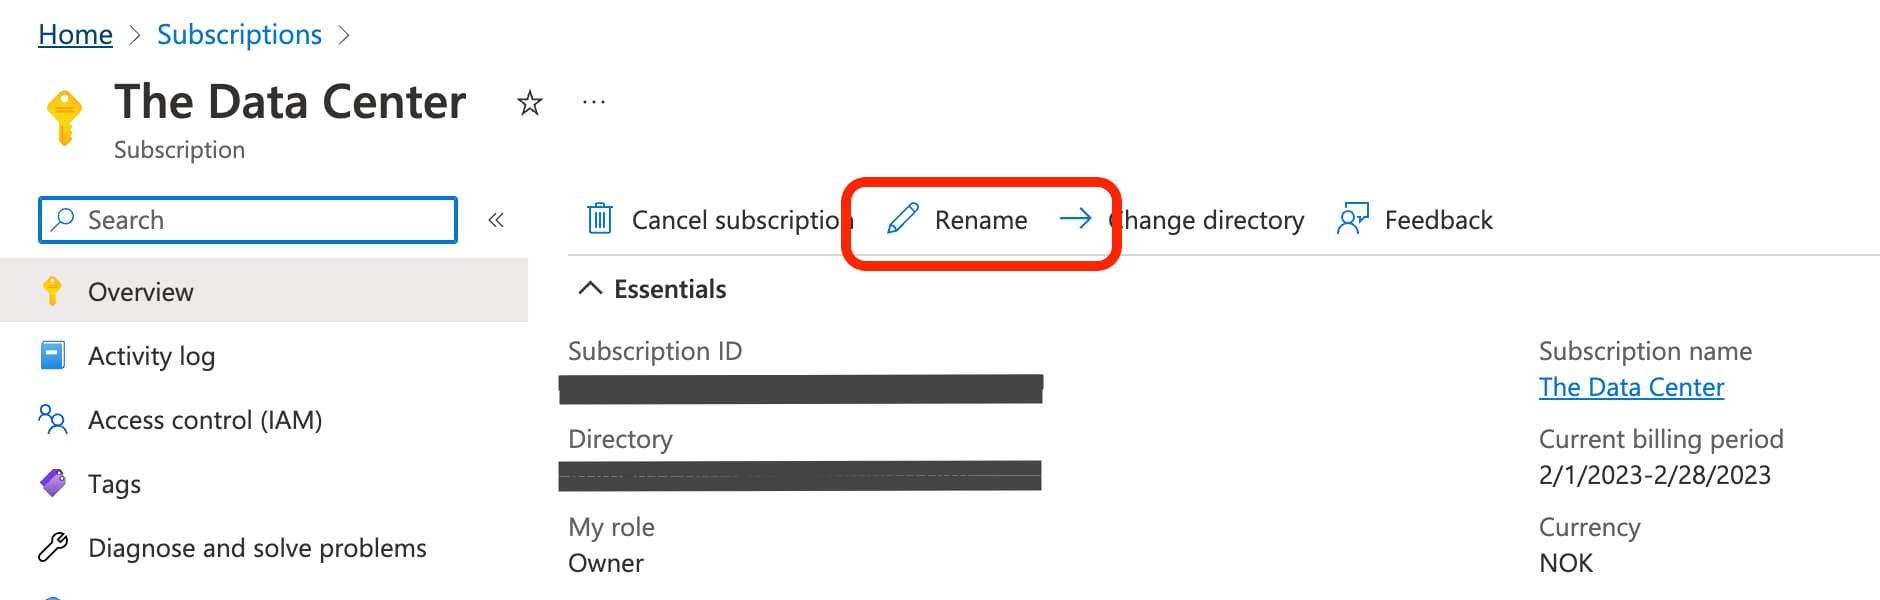 Home > Subscriptions >
The Data Center
Subscription
Search
Cancel subscription
Rename
Change directory
Feedback
Overview
Activity log
Access control (IAM)
Tags
Diagnose and solve problems
Essentials
Subscription ID
Directory
My role
Owner
Subscription name
The Data Center
Current billing period
2/1/2023-2/28/2023
Currency
NOK